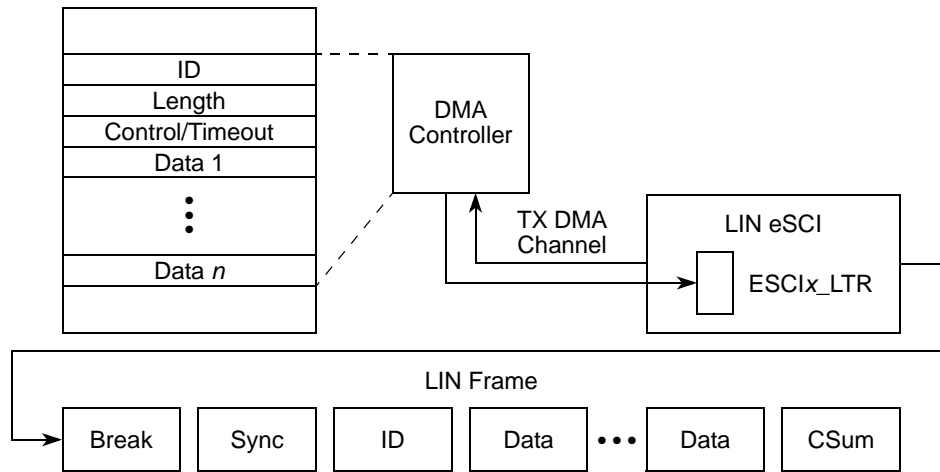 ID
Length
Control/Timeout
Data 1
Data n
DMA
Controller
TX DMA
Channel
LIN eSCI
ESCIx_LTR
LIN Frame
Break
Sync
ID
Data
Data
CSum